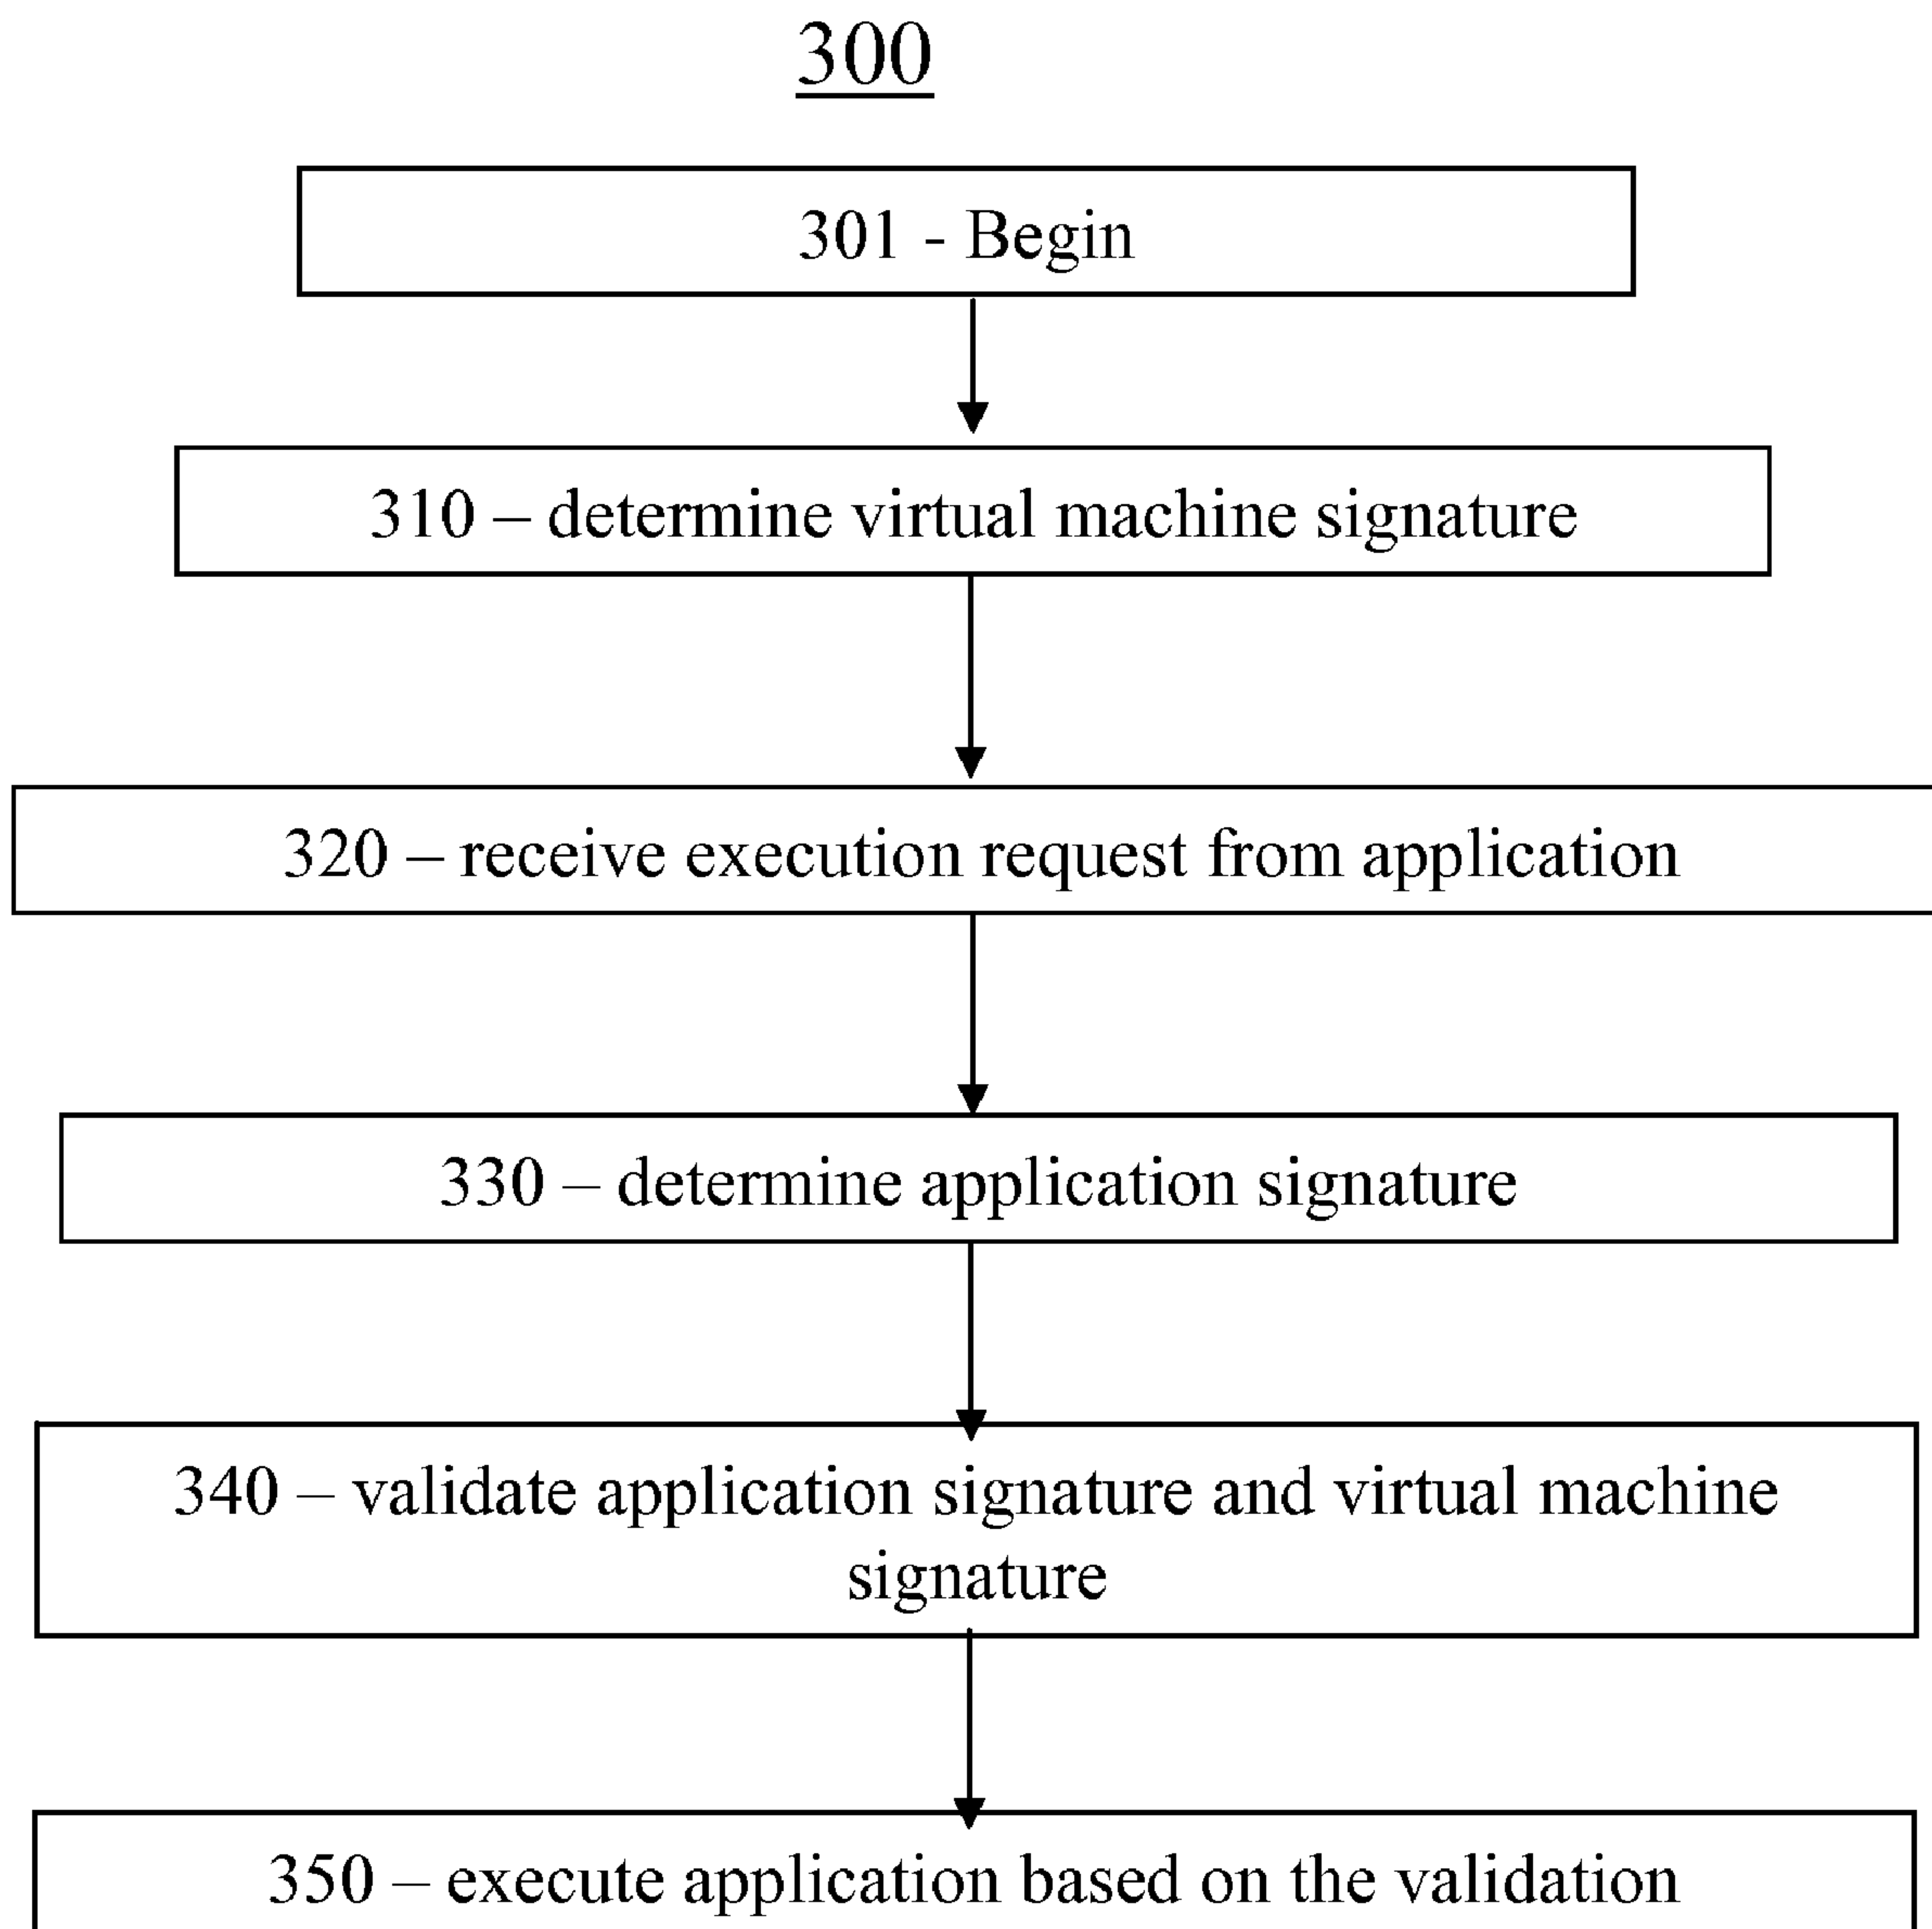 300
301 - Begin
310 – determine virtual machine signature
320 – receive execution request from application
330 – determine application signature
340 – validate application signature and virtual machine
signature
350 – execute application based on the validation